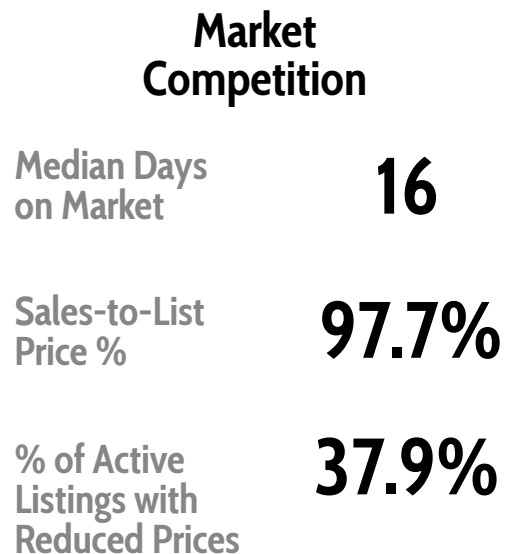 Market
Competition
Median Days
on Market
16
Sales-to-List
Price %
97.7%
% of Active
Listings with
Reduced Prices
37.9%